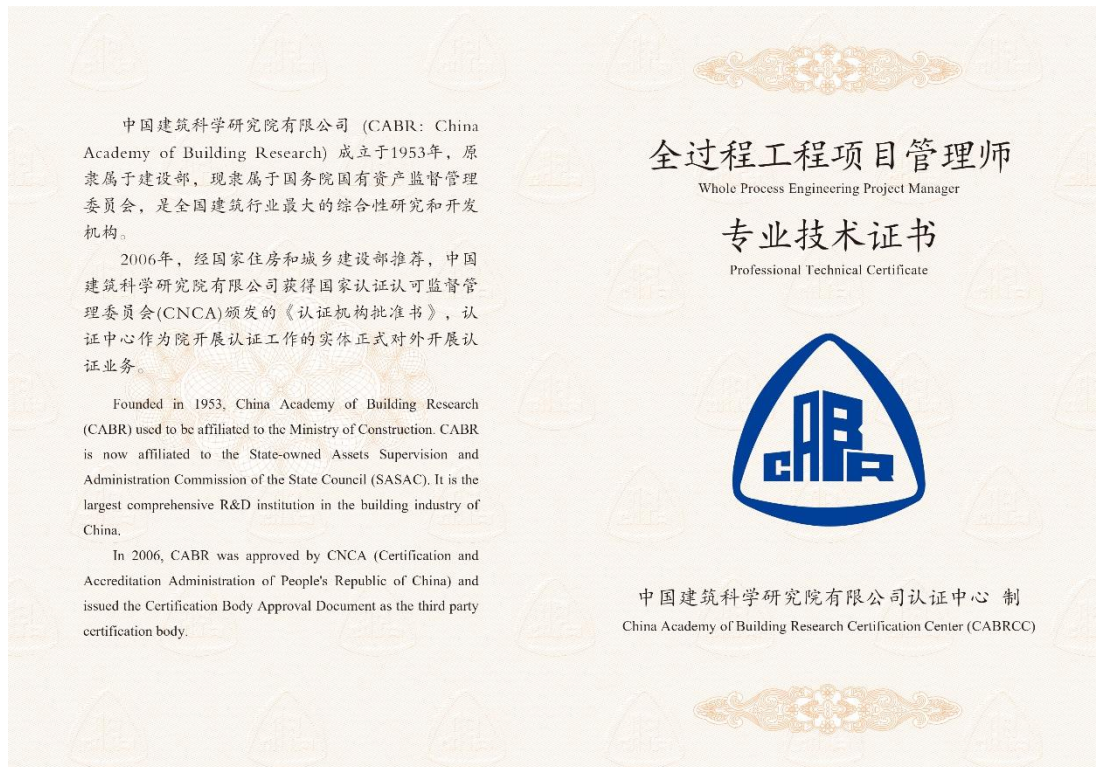 中国建筑科学研究院有限公司 (CABR: China
Academy of Building Research) 成立于1953年，原
隶属于建设部，现隶属于国务院国有资产监督管理
委员会，是全国建筑行业最大的综合性研究和开发
机构。
2006年，经国家住房和城乡建设部推荐，中国
建筑科学研究院有限公司获得国家认证认可监督管
理委员会(CNCA)颁发的《认证机构批准书》，认
证中心作为院开展认证工作的实体正式对外开展认
证业务。
Founded in 1953, China Academy of Building Research
(CABR) used to be affiliated to the Ministry of Construction. CABR
is now affiliated to the State-owned Assets Supervision and
Administration Commission of the State Council (SASAC). It is the
largest comprehensive R&D institution in the building industry of
China.
In 2006, CABR was approved by CNCA (Certification and
Accreditation Administration of People's Republic of China) and
issued the Certification Body Approval Document as the third party
certification body.
全过程工程项目管理师
Whole Process Engineering Project Manager
专业技术证书
Professional Technical Certificate
CABR
中国建筑科学研究院有限公司认证中心 制
China Academy of Building Research Certification Center (CABRCC)